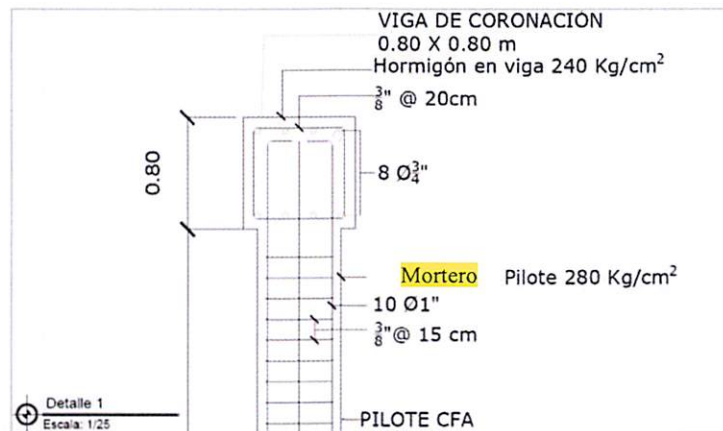 VIGA DE CORONACIÓN
0.80 X 0.80 m
Hormigón en viga 240 Kg/cm²
3/8" @ 20cm
0.80
8 Ø3/4"
Mortero Pilote 280 Kg/cm²
10 Ø1"
3/8"@ 15 cm
PILOTE CFA
Detalle 1
Escala: 1/25